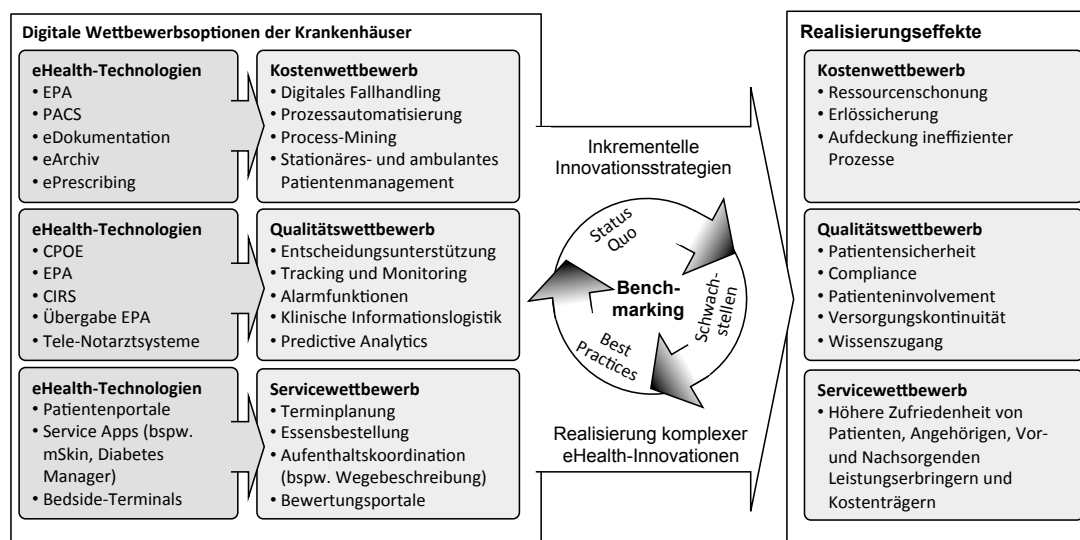 Digitale Wettbewerbsoptionen der Krankenhäuser
eHealth-Technologien
• EPA
• PACS
• eDokumentation
• eArchiv
• ePrescribing
Kostenwettbewerb
• Digitales Fallhandling
• Prozessautomatisierung
• Process-Mining
• Stationäres- und ambulantes
Patientenmanagement
eHealth-Technologien
• CPOE
• EPA
• CIRS
• Übergabe EPA
• Tele-Notarztsysteme
Qualitätswettbewerb
• Entscheidungsunterstützung
• Tracking und Monitoring
• Alarmfunktionen
• Klinische Informationslogistik
• Predictive Analytics
eHealth-Technologien
• Patientenportale
• Service Apps (bspw.
mSkin, Diabetes
Manager)
• Bedside-Terminals
Servicewettbewerb
• Terminplanung
• Essensbestellung
• Aufenthaltskoordination
(bspw. Wegebeschreibung)
• Bewertungsportale
Inkrementelle
Innovationsstrategien
Status
Quo
Bench-
marking
Schwach-
stellen
Best
Practices
Realisierung komplexer
eHealth-Innovationen
Realisierungseffekte
Kostenwettbewerb
• Ressourcenschonung
• Erlössicherung
• Aufdeckung ineffizienter
Prozesse
Qualitätswettbewerb
• Patientensicherheit
• Compliance
• Patienteninvolvement
• Versorgungskontinuität
• Wissenszugang
Servicewettbewerb
• Höhere Zufriedenheit von
Patienten, Angehörigen, Vor-
und Nachsorgenden
Leistungserbringern und
Kostenträgern